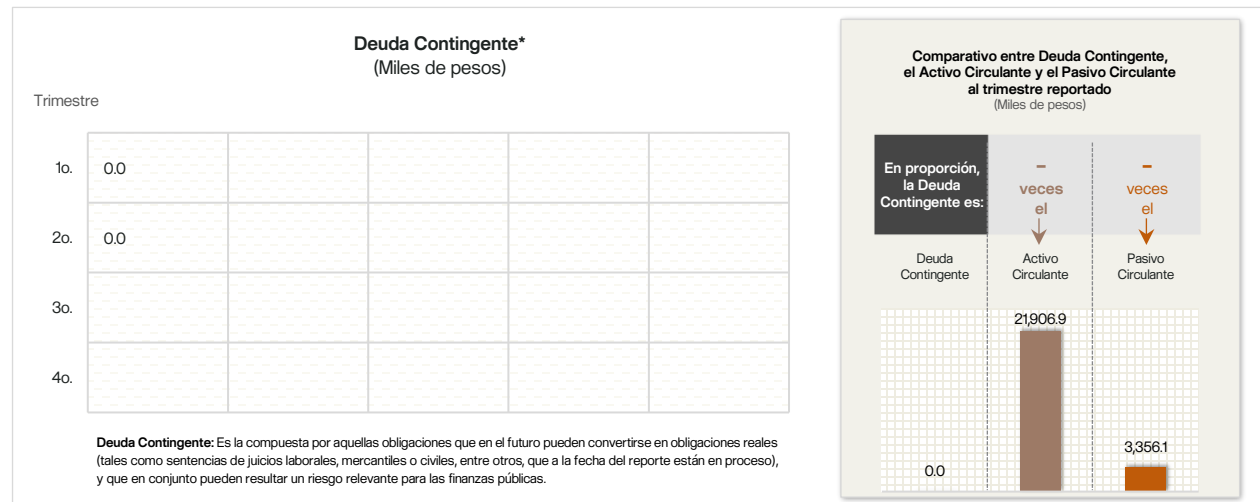 Deuda Contingente*
(Miles de pesos)
Trimestre
1o. 0.0
2o. 0.0
3o.
4o.
Deuda Contingente: Es la compuesta por aquellas obligaciones que en el futuro pueden convertirse en obligaciones reales
(tales como sentencias de juicios laborales, mercantiles o civiles, entre otros, que a la fecha del reporte están en proceso),
y que en conjunto pueden resultar un riesgo relevante para las finanzas públicas.
Comparativo entre Deuda Contingente,
el Activo Circulante y el Pasivo Circulante
al trimestre reportado
(Miles de pesos)
En proporción,
la Deuda
Contingente es:
–
veces
el
–
veces
el
Deuda
Contingente
Activo
Circulante
Pasivo
Circulante
21,906.9
3,356.1
0.0